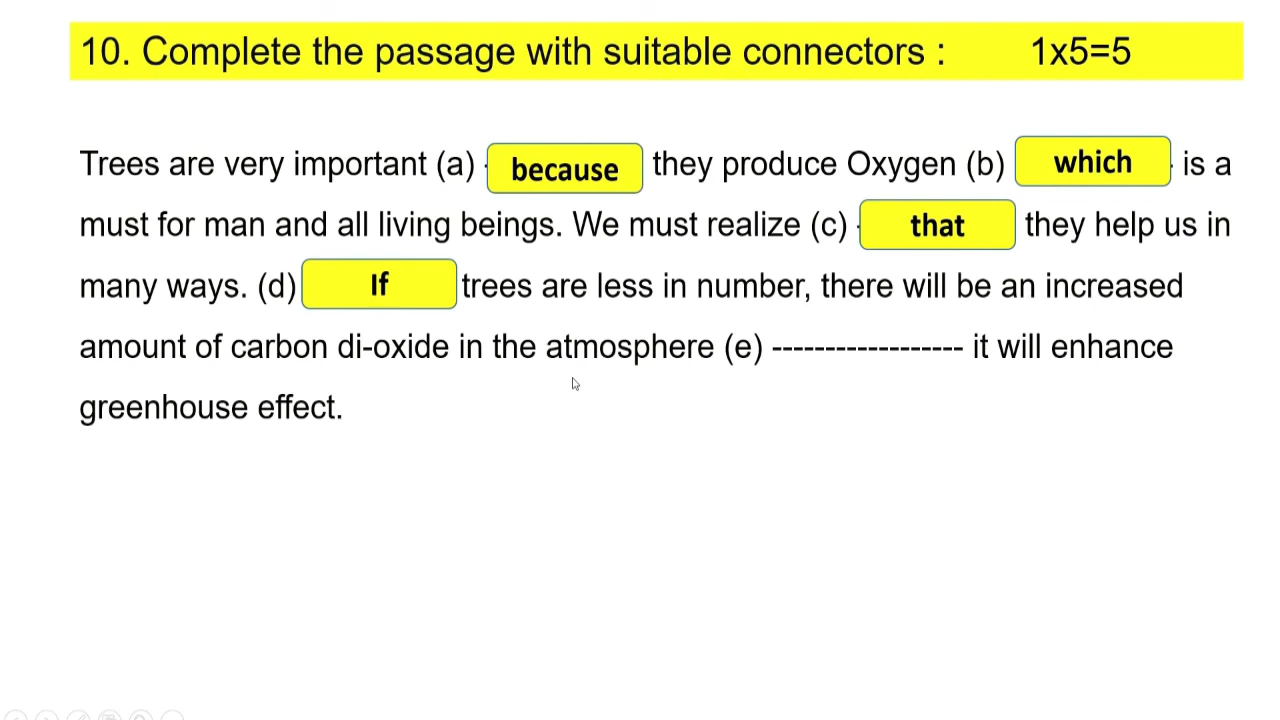 10. Complete the passage with suitable connectors : 1x5=5
Trees are very important (a) because they produce Oxygen (b) which is a
must for man and all living beings. We must realize (c) that they help us in
many ways. (d) If trees are less in number, there will be an increased
amount of carbon di-oxide in the atmosphere (e) ------------------ it will enhance
greenhouse effect.